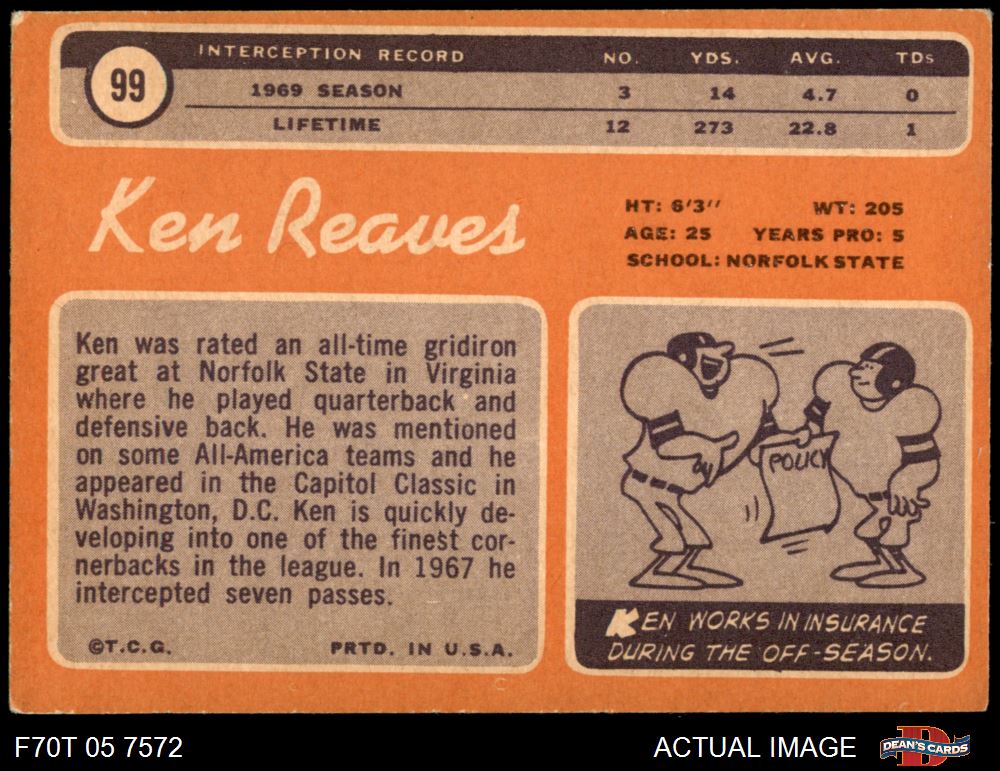 99
INTERCEPTION RECORD NO. YDS. AVG. TDs
1969 SEASON 3 14 4.7 0
LIFETIME 12 273 22.8 1
Ken Reaves
HT: 6'3'' WT: 205
AGE: 25 YEARS PRO: 5
SCHOOL: NORFOLK STATE
Ken was rated an all-time gridiron
great at Norfolk State in Virginia
where he played quarterback and
defensive back. He was mentioned
on some All-America teams and he
appeared in the Capitol Classic in
Washington, D.C. Ken is quickly de-
veloping into one of the finest cor-
nerbacks in the league. In 1967 he
intercepted seven passes.
©T.C.G. PRTD. IN U.S.A.
POLICY
KEN WORKS IN INSURANCE
DURING THE OFF-SEASON.
F70T 05 7572 ACTUAL IMAGE DEAN'S CARDS